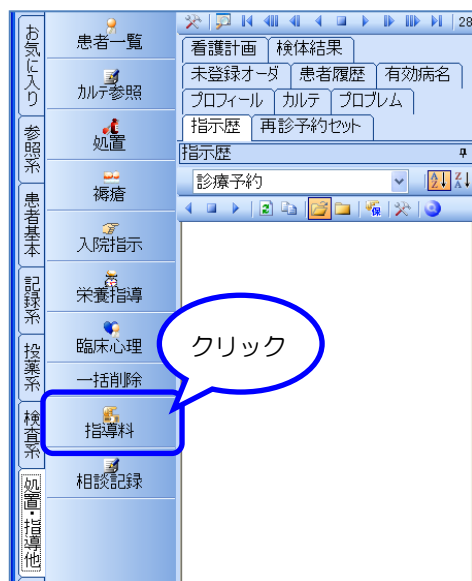 お気に入り
参照系
患者基本
記録系
投薬系
検査系
処置・指導他
患者一覧
カルテ参照
処置
褥瘡
入院指示
栄養指導
臨床心理
一括削除
指導料
相談記録
28
看護計画 検体結果
未登録オーダ 患者履歴 有効病名
プロフィール カルテ プロブレム
指示歴 再診予約セット
指示歴
診療予約
クリック